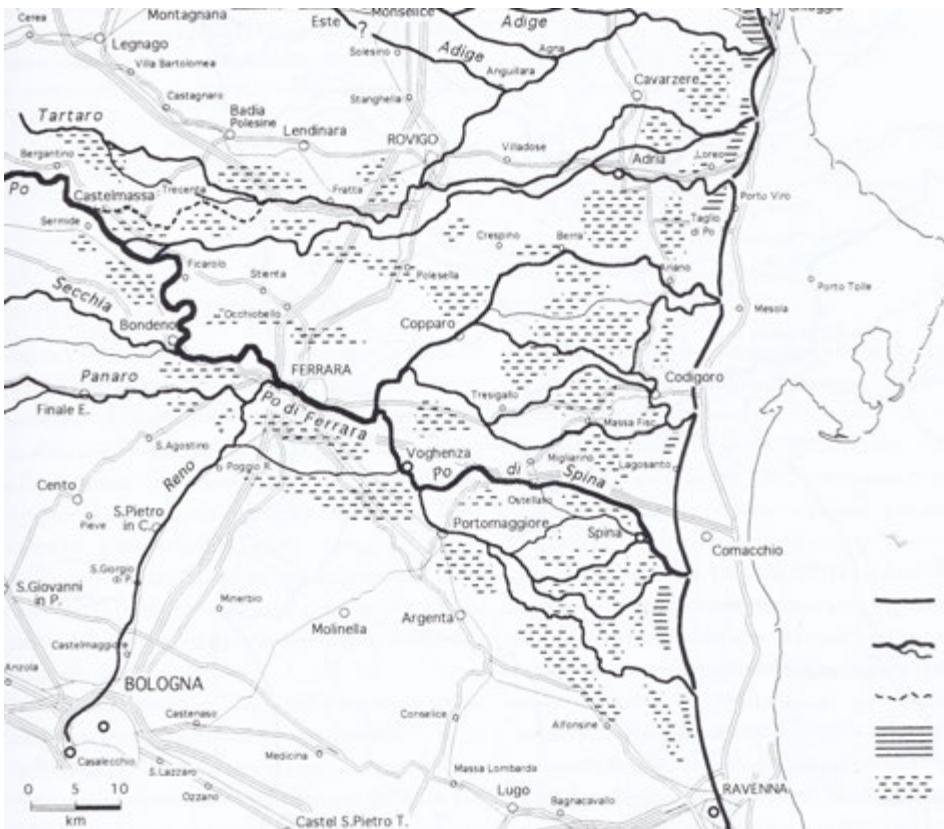 Cerea
Montagnana
Este
?
Monselice
Adige
Legnago
Solesino
Adige
Agna
Villa Bartolomea
Anguillara
Castagnaro
Stanghella
Cavarzere
Tartaro
Badia
Polesine
Lendinara
ROVIGO
Villadose
Bergantino
Adria
Loreo
Po
Castelmassa
Trecenta
Fratta
Porto Viro
Sermide
Crespino
Berra
Taglio
di Po
Ficarolo
Stienta
Polesella
Ariano
Porto Tolle
Secchia
Occhiobello
Mesola
Bondeno
Copparo
FERRARA
Panaro
Codigoro
Finale E.
Po di Ferrara
Tresigallo
Massa Fisc.
S.Agostino
Voghenza
Migliarino
Reno
Poggio R.
Po di Spina
Lagosanto
Cento
Ostellato
Pieve
S.Pietro
in C.
Portomaggiore
Spina
Comacchio
S.Giorgio
di P.
S.Giovanni
in P.
Minerbio
Molinella
Argenta
Castelmaggiore
Anzola
BOLOGNA
Castenaso
Conselice
Alfonsine
Casalecchio
Medicina
S.Lazzaro
Massa Lombarda
RAVENNA
Ozzano
Lugo
Bagnacavallo
0 5 10
km
Castel S.Pietro T.